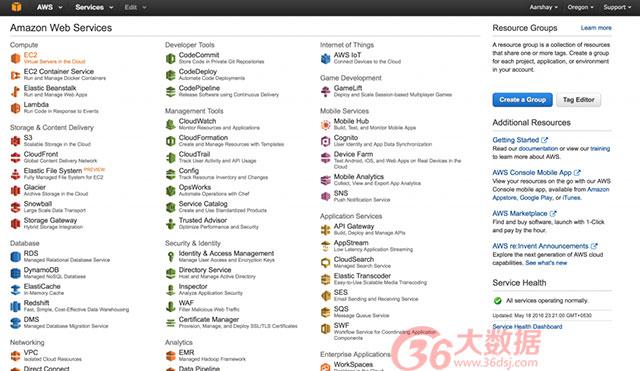 AWS Services Edit Aarshay Oregon Support
Amazon Web Services
Compute
EC2
Virtual Servers in the Cloud
EC2 Container Service
Run and Manage Docker Containers
Elastic Beanstalk
Run and Manage Web Apps
Lambda
Run Code in Response to Events
Storage & Content Delivery
S3
Scalable Storage in the Cloud
CloudFront
Global Content Delivery Network
Elastic File System PREVIEW
Fully Managed File System for EC2
Glacier
Archive Storage in the Cloud
Snowball
Large Scale Data Transport
Storage Gateway
Hybrid Storage Integration
Database
RDS
Managed Relational Database Service
DynamoDB
Managed NoSQL Database
ElastiCache
In-Memory Cache
Redshift
Fast, Simple, Cost-Effective Data Warehousing
DMS
Managed Database Migration Service
Networking
VPC
Isolated Cloud Resources
Direct Connect
Developer Tools
CodeCommit
Store Code in Private Git Repositories
CodeDeploy
Automate Code Deployments
CodePipeline
Release Software using Continuous Delivery
Management Tools
CloudWatch
Monitor Resources and Applications
CloudFormation
Create and Manage Resources with Templates
CloudTrail
Track User Activity and API Usage
Config
Track Resource Inventory and Changes
OpsWorks
Automate Operations with Chef
Service Catalog
Create and Use Standardized Products
Trusted Advisor
Optimize Performance and Security
Security & Identity
Identity & Access Management
Manage User Access and Encryption Keys
Directory Service
Host and Manage Active Directory
Inspector
Analyze Application Security
WAF
Filter Malicious Web Traffic
Certificate Manager
Provision, Manage, and Deploy SSL/TLS Certificates
Analytics
EMR
Managed Hadoop Framework
Data Pipeline
Internet of Things
AWS IoT
Connect Devices to the Cloud
Game Development
GameLift
Deploy and Scale Session-based Multiplayer Games
Mobile Services
Mobile Hub
Build, Test, and Monitor Mobile Apps
Cognito
User Identity and App Data Synchronization
Device Farm
Test Android, iOS, and Web Apps on Real Devices in the
Cloud
Mobile Analytics
Collect, View and Export App Analytics
SNS
Push Notification Service
Application Services
API Gateway
Build, Deploy and Manage APIs
AppStream
Low Latency Application Streaming
CloudSearch
Managed Search Service
Elastic Transcoder
Easy-to-Use Scalable Media Transcoding
SES
Email Sending and Receiving Service
SQS
Message Queue Service
SWF
Workflow Service for Coordinating Application
Components
Enterprise Applications
WorkSpaces
Resource Groups Learn more
A resource group is a collection of resources
that share one or more tags. Create a group
for each project, application, or environment
in your account.
Create a Group Tag Editor
Additional Resources
Getting Started
Read our documentation or view our training to
learn more about AWS.
AWS Console Mobile App
View your resources on the go with our AWS
Console mobile app, available from Amazon
Appstore, Google Play, or iTunes.
AWS Marketplace
Find and buy software, launch with 1-Click
and pay by the hour.
AWS re:Invent Announcements
Explore the next generation of AWS cloud
capabilities. See what's new
Service Health
All services operating normally.
Updated: May 18 2016 23:21:00 GMT+0530
Service Health Dashboard
36大数据
www.36dsj.com